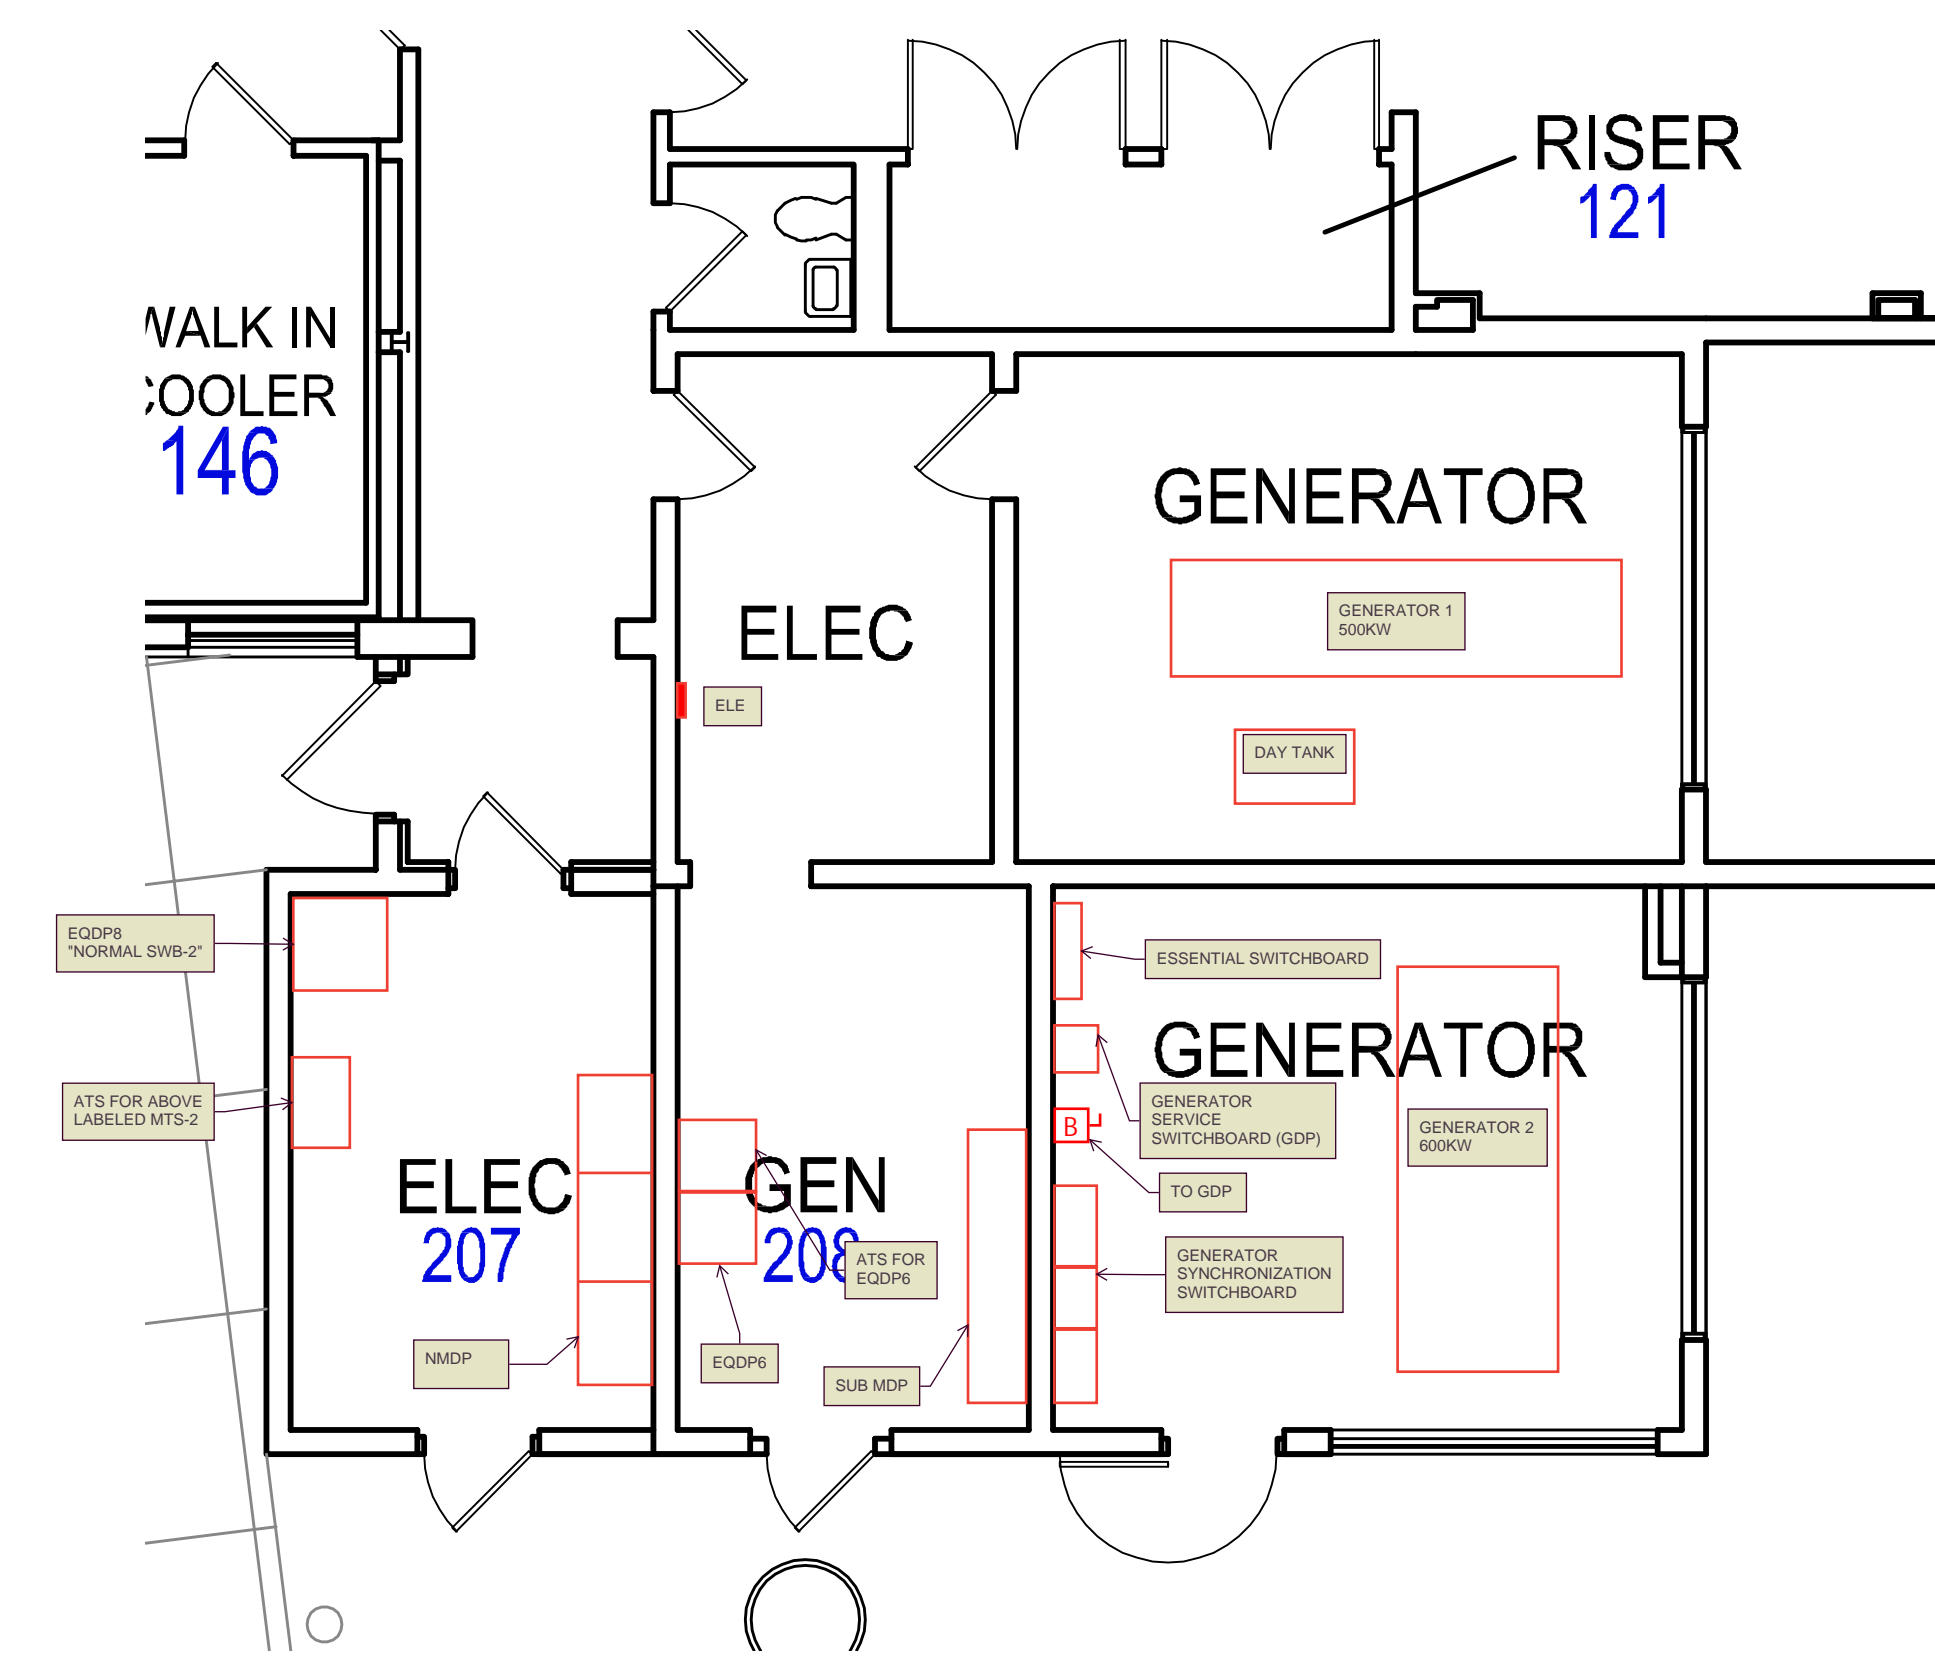 RISER
121
WALK IN
COOLER
146
GENERATOR
GENERATOR 1
500KW
ELEC
ELE
DAY TANK
EQDP8
"NORMAL SWB-2"
ESSENTIAL SWITCHBOARD
GENERATOR
ATS FOR ABOVE
LABELED MTS-2
GENERATOR
SERVICE
SWITCHBOARD (GDP)
B
GENERATOR 2
600KW
ELEC
207
GEN
208
TO GDP
ATS FOR
EQDP6
GENERATOR
SYNCHRONIZATION
SWITCHBOARD
NMDP
EQDP6
SUB MDP